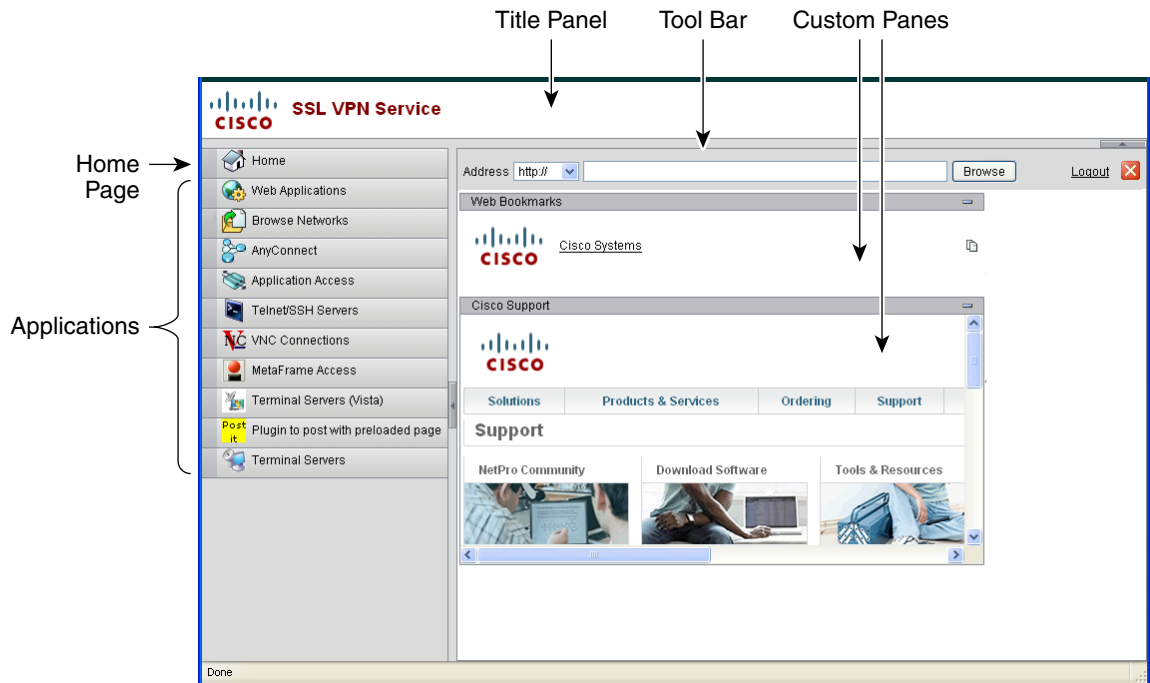 Title Panel
Tool Bar
Custom Panes
CISCO
SSL VPN Service
Home Page
Applications
Home
Web Applications
Browse Networks
AnyConnect
Application Access
Telnet/SSH Servers
VNC Connections
MetaFrame Access
Terminal Servers (Vista)
Post it
Plugin to post with preloaded page
Terminal Servers
Address http:// Browse Logout
Web Bookmarks
CISCO
Cisco Systems
Cisco Support
CISCO
Solutions Products & Services Ordering Support
Support
NetPro Community Download Software Tools & Resources
Done